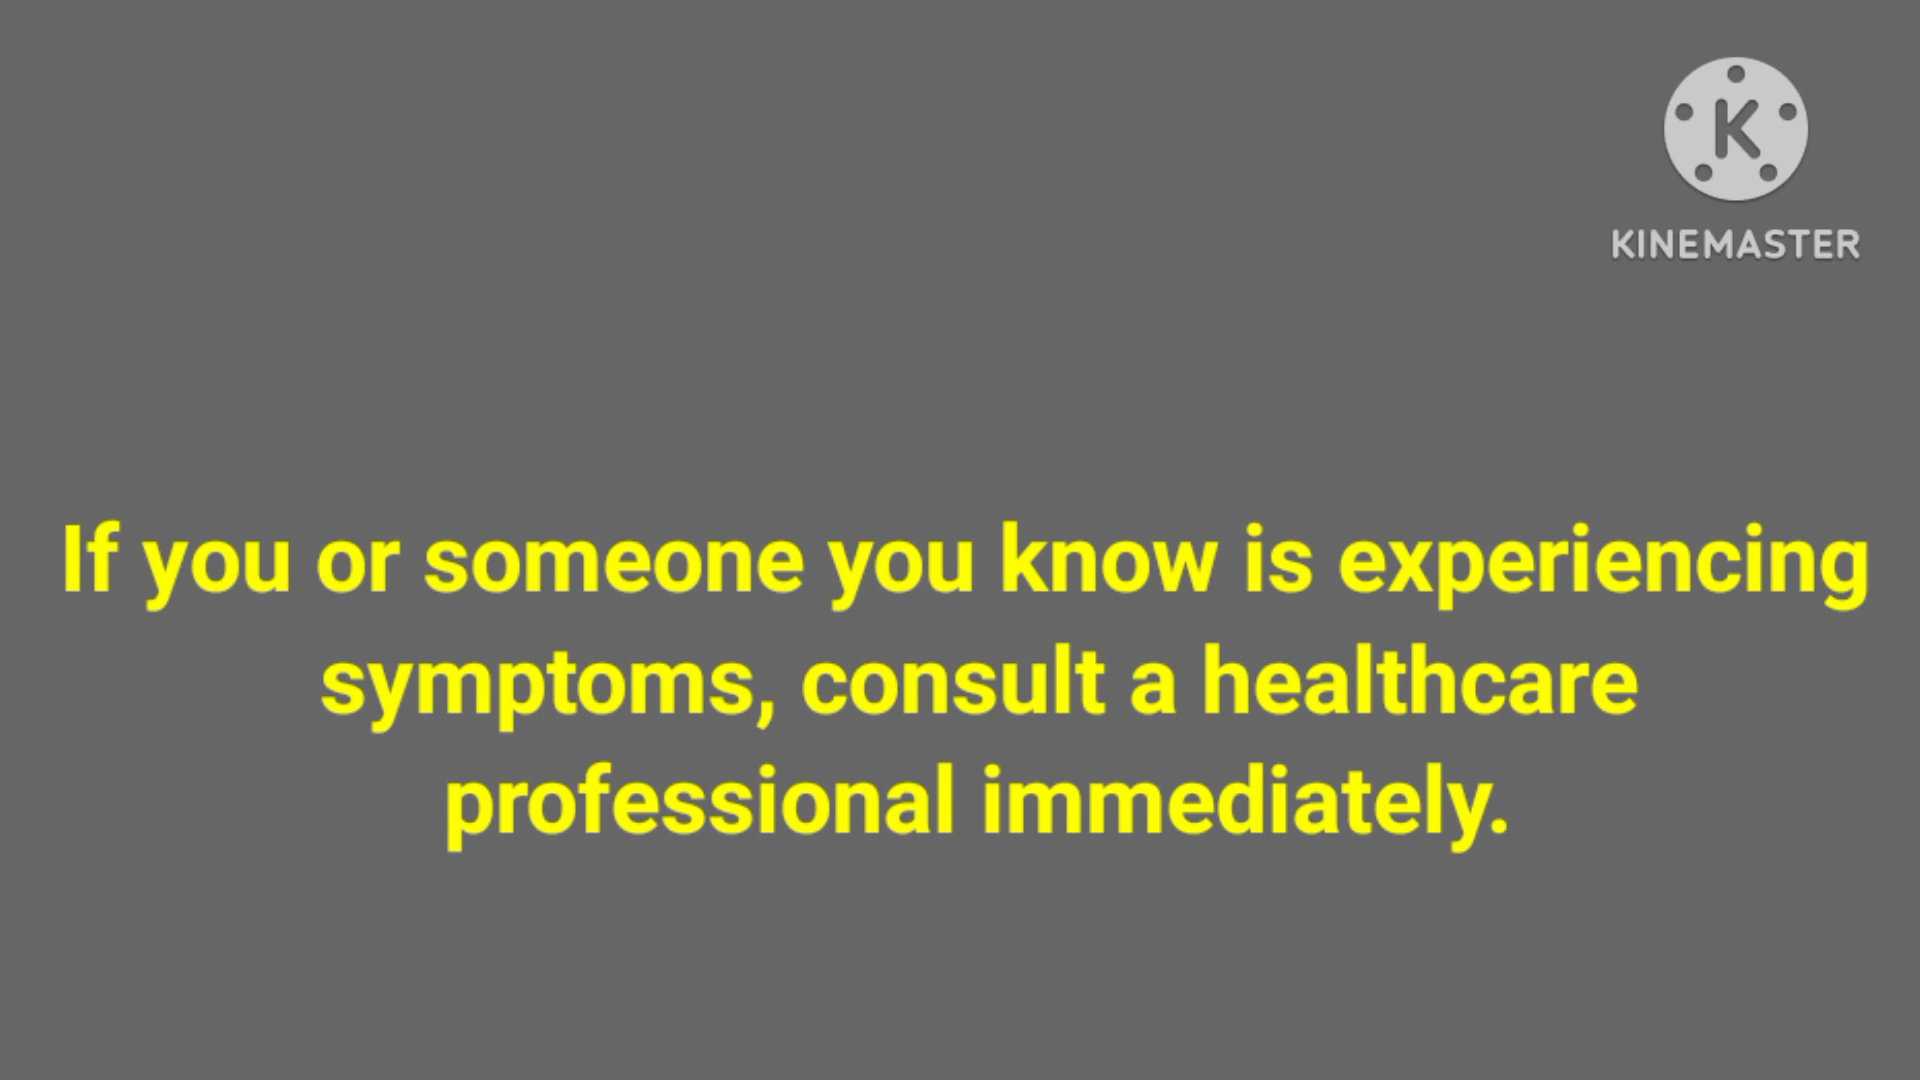 K
KINEMASTER
If you or someone you know is experiencing
symptoms, consult a healthcare
professional immediately.